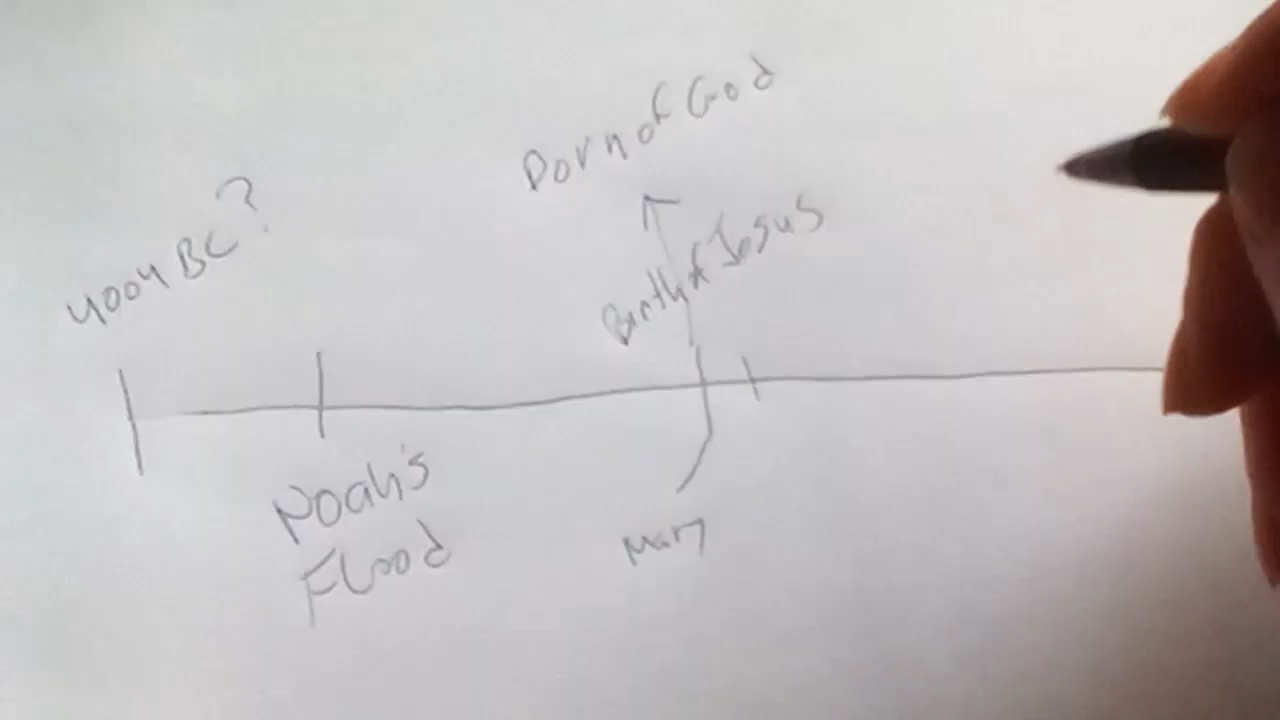 4004 BC?
Born of God
Birth of Jesus
Noah's
Flood
Mary